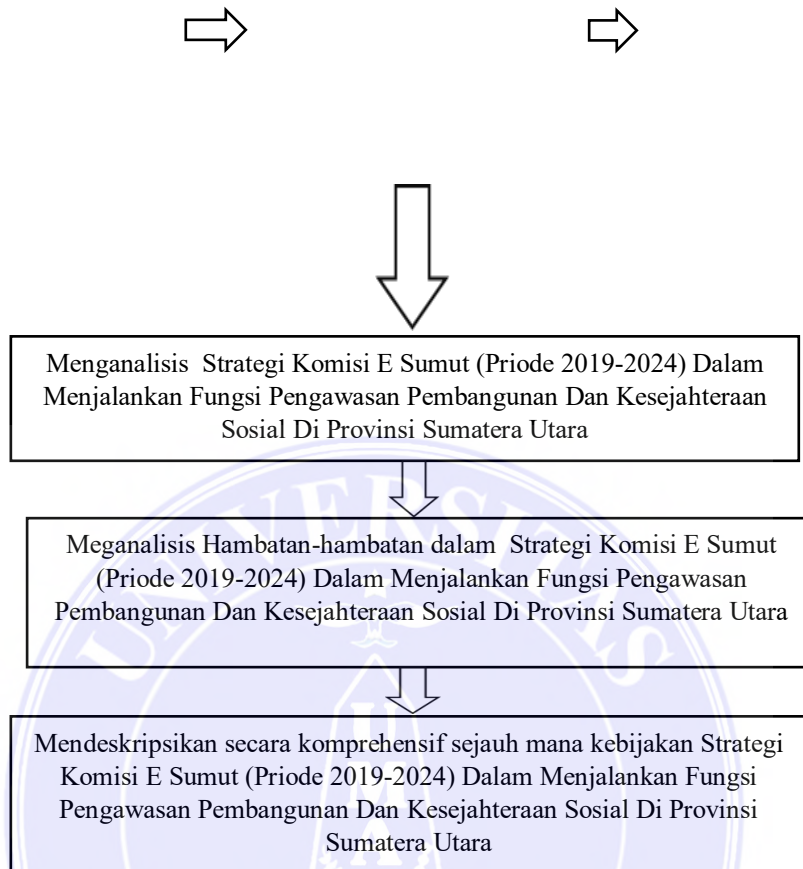 Menganalisis Strategi Komisi E Sumut (Priode 2019-2024) Dalam
Menjalankan Fungsi Pengawasan Pembangunan Dan Kesejahteraan
Sosial Di Provinsi Sumatera Utara
Meganalisis Hambatan-hambatan dalam Strategi Komisi E Sumut
(Priode 2019-2024) Dalam Menjalankan Fungsi Pengawasan
Pembangunan Dan Kesejahteraan Sosial Di Provinsi Sumatera Utara
Mendeskripsikan secara komprehensif sejauh mana kebijakan Strategi
Komisi E Sumut (Priode 2019-2024) Dalam Menjalankan Fungsi
Pengawasan Pembangunan Dan Kesejahteraan Sosial Di Provinsi
Sumatera Utara
UNIVERSITAS
U
M
A